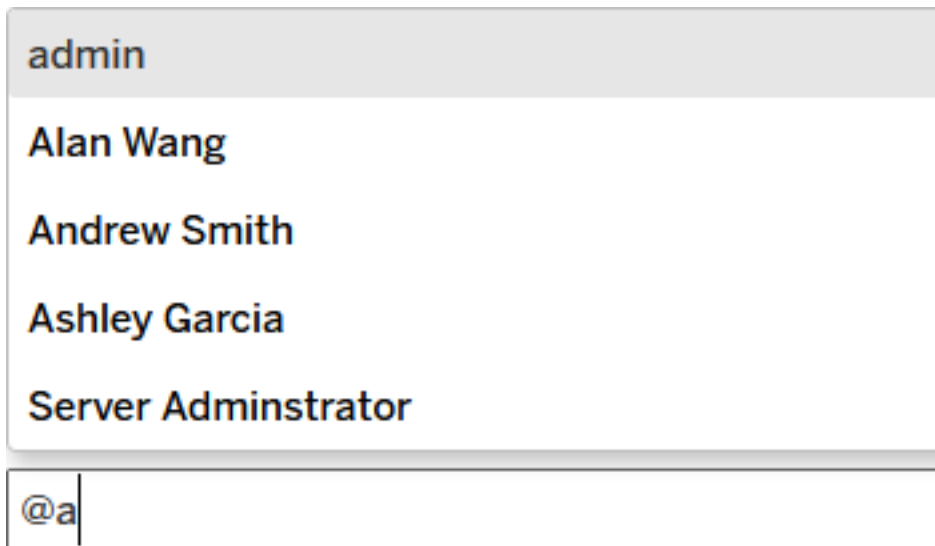 admin
Alan Wang
Andrew Smith
Ashley Garcia
Server Adminstrator
@a